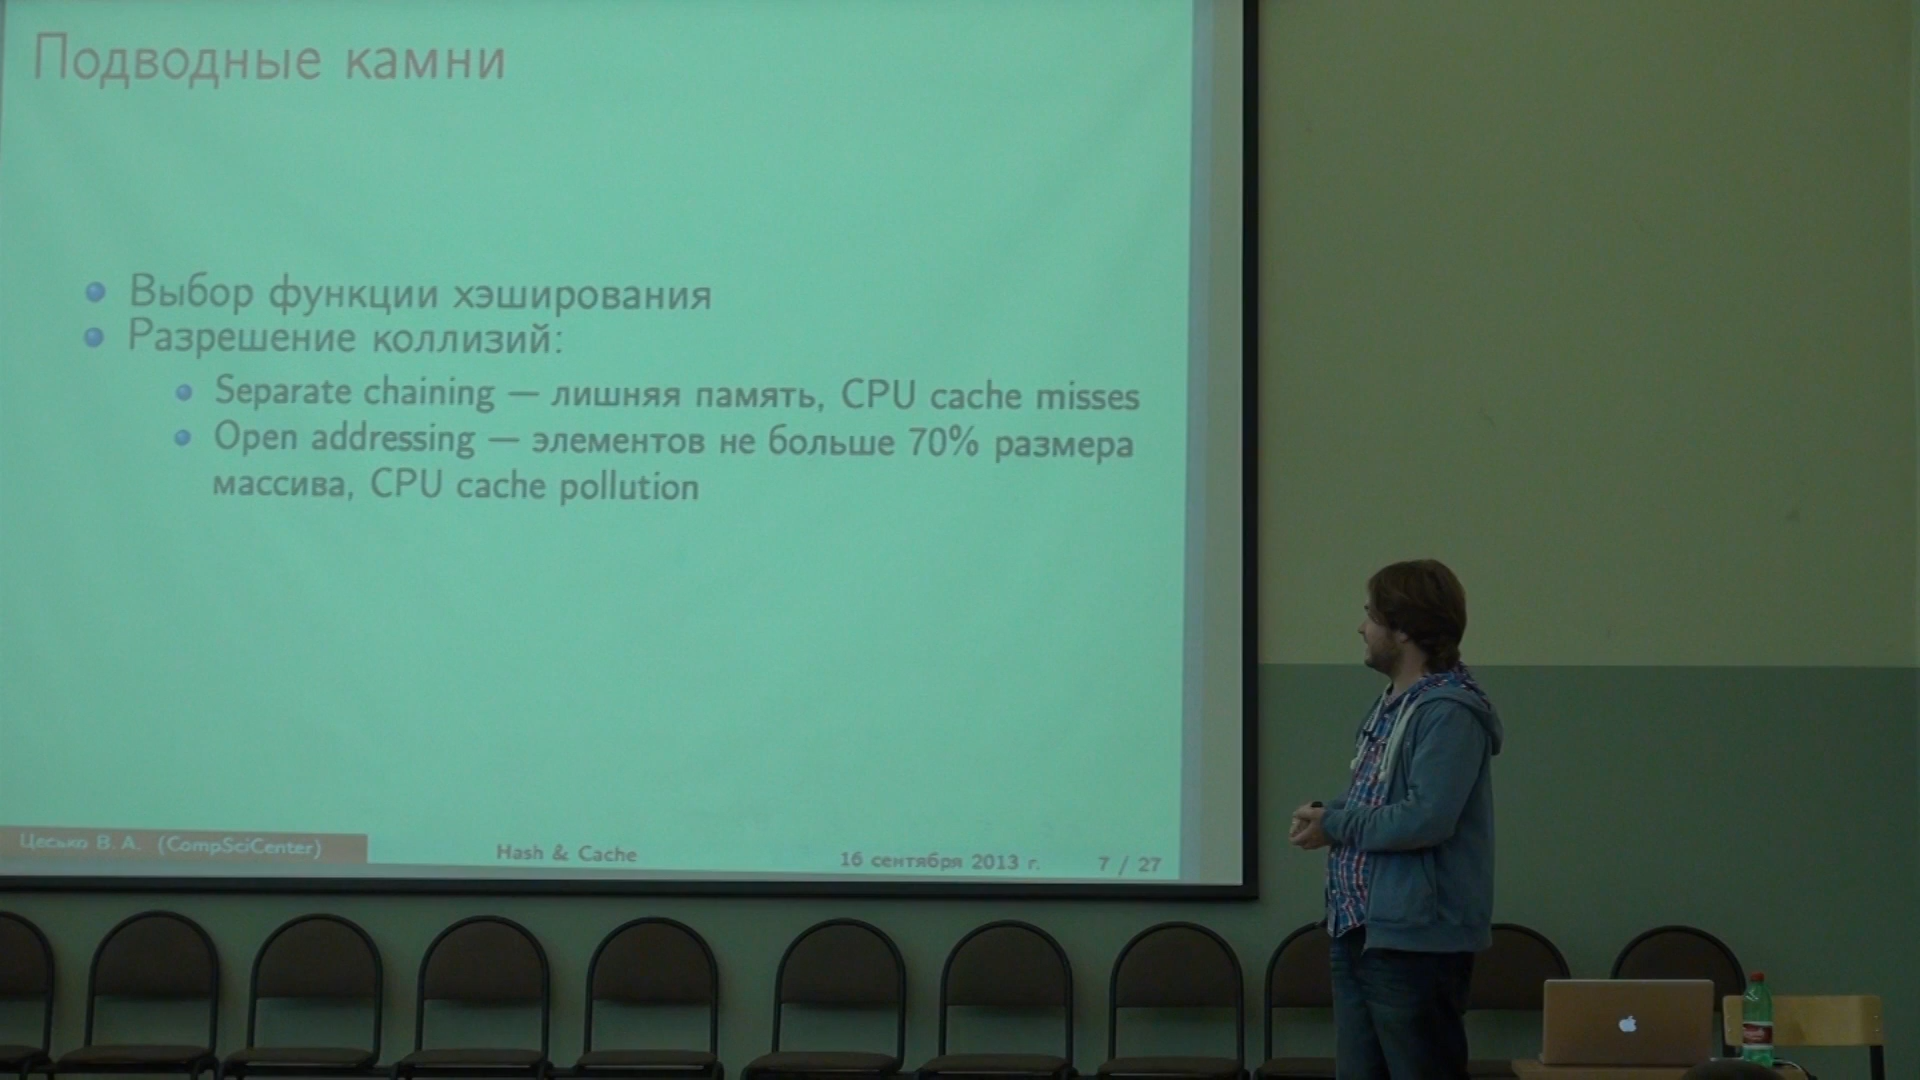 Подводные камни
Выбор функции хэширования
Разрешение коллизий:
Separate chaining — лишняя память, CPU cache misses
Open addressing — элементов не больше 70% размера
массива, CPU cache pollution
Цесько В. А. (CompSciCenter)
Hash & Cache
16 сентября 2013 г.
7 / 27